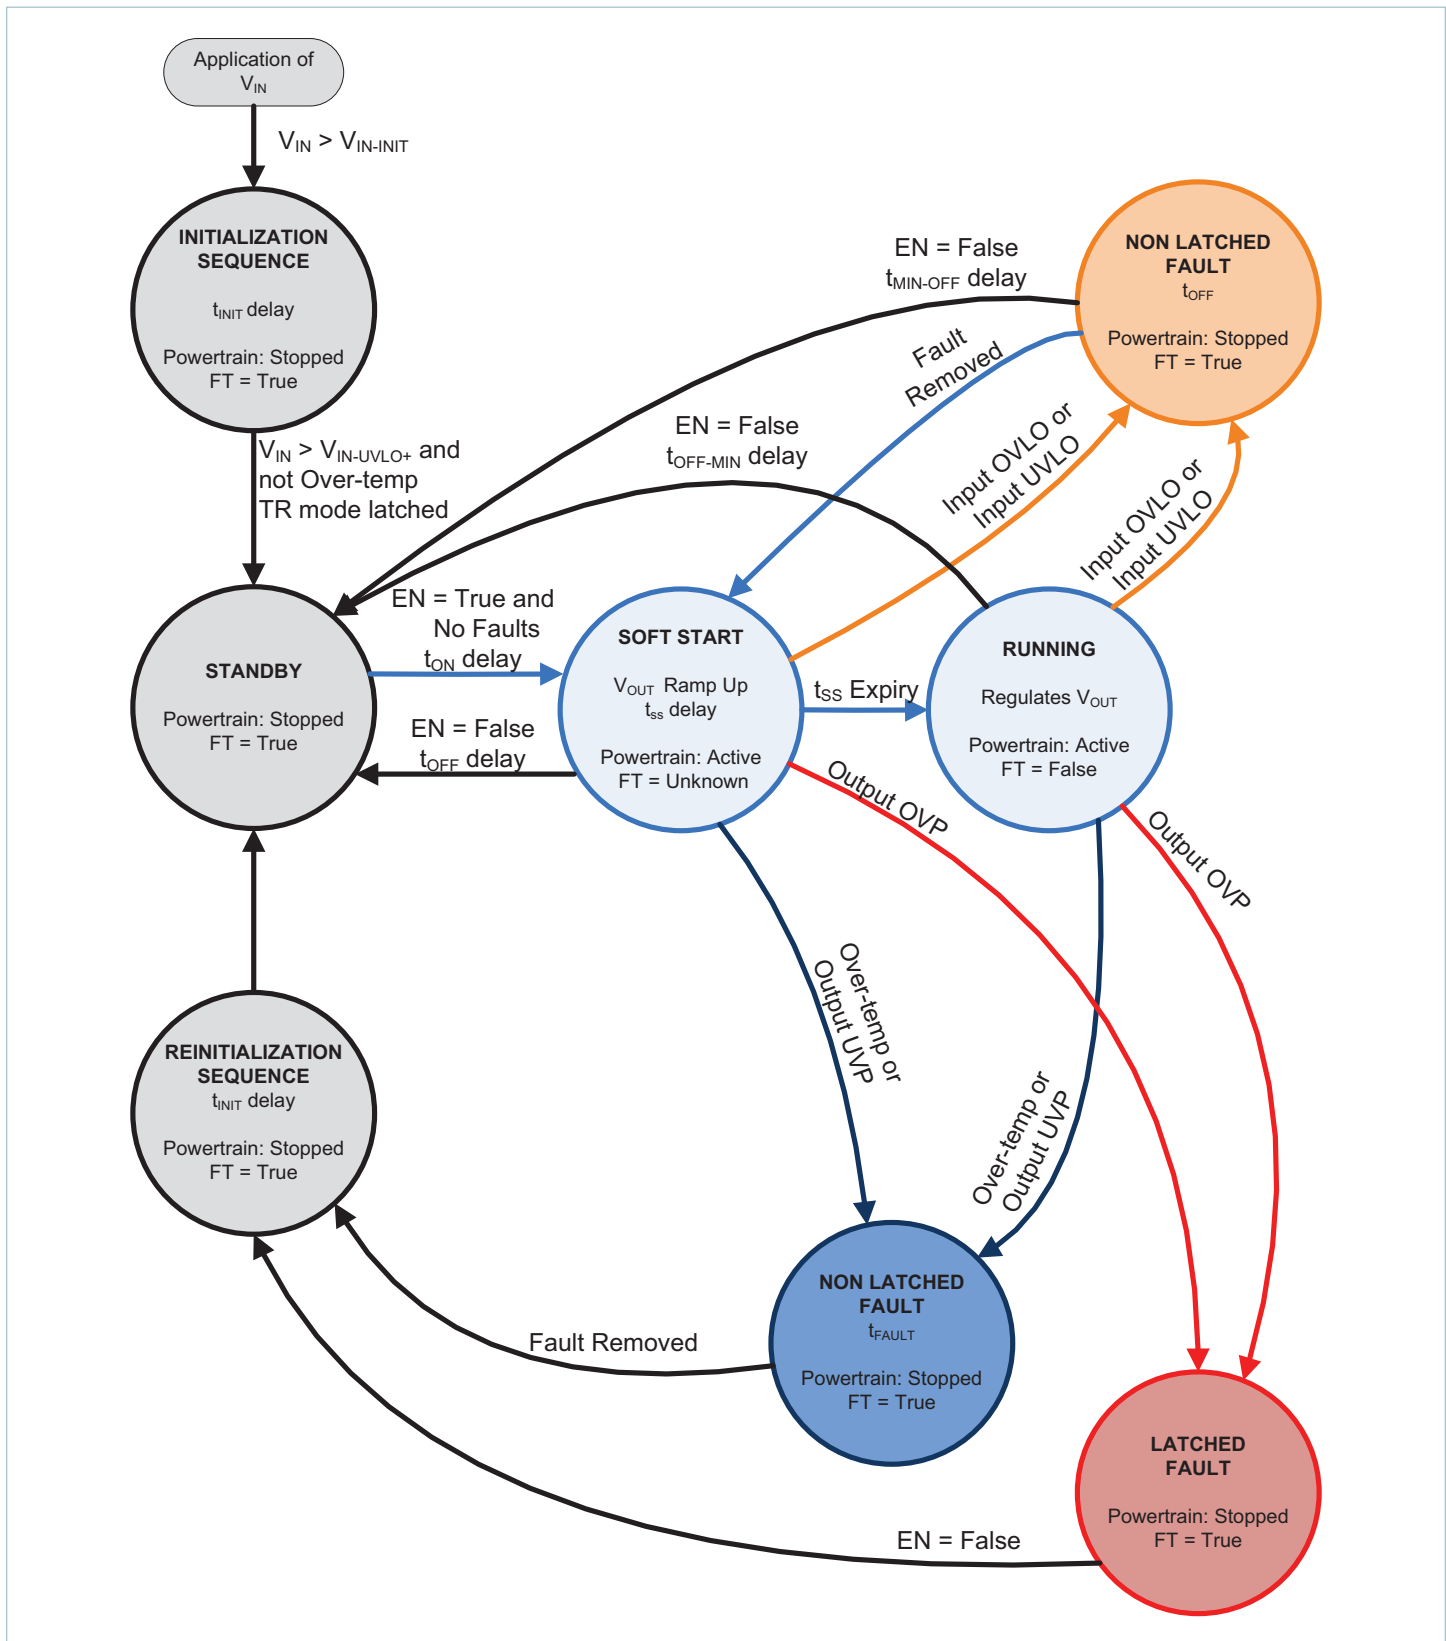 Application of
VIN
VIN > VIN-INIT
INITIALIZATION
SEQUENCE
tINIT delay
Powertrain: Stopped
FT = True
VIN > VIN-UVLO+ and
not Over-temp
TR mode latched
STANDBY
Powertrain: Stopped
FT = True
EN = True and
No Faults
tON delay
EN = False
tOFF delay
SOFT START
VOUT Ramp Up
tss delay
Powertrain: Active
FT = Unknown
tSS Expiry
RUNNING
Regulates VOUT
Powertrain: Active
FT = False
EN = False
tMIN-OFF delay
Fault
Removed
EN = False
tOFF-MIN delay
Input OVLO or
Input UVLO
Input OVLO or
Input UVLO
NON LATCHED
FAULT
tOFF
Powertrain: Stopped
FT = True
Output OVP
Output OVP
Over-temp or
Output UVP
Over-temp or
Output UVP
REINITIALIZATION
SEQUENCE
tINIT delay
Powertrain: Stopped
FT = True
Fault Removed
NON LATCHED
FAULT
tFAULT
Powertrain: Stopped
FT = True
EN = False
LATCHED
FAULT
Powertrain: Stopped
FT = True